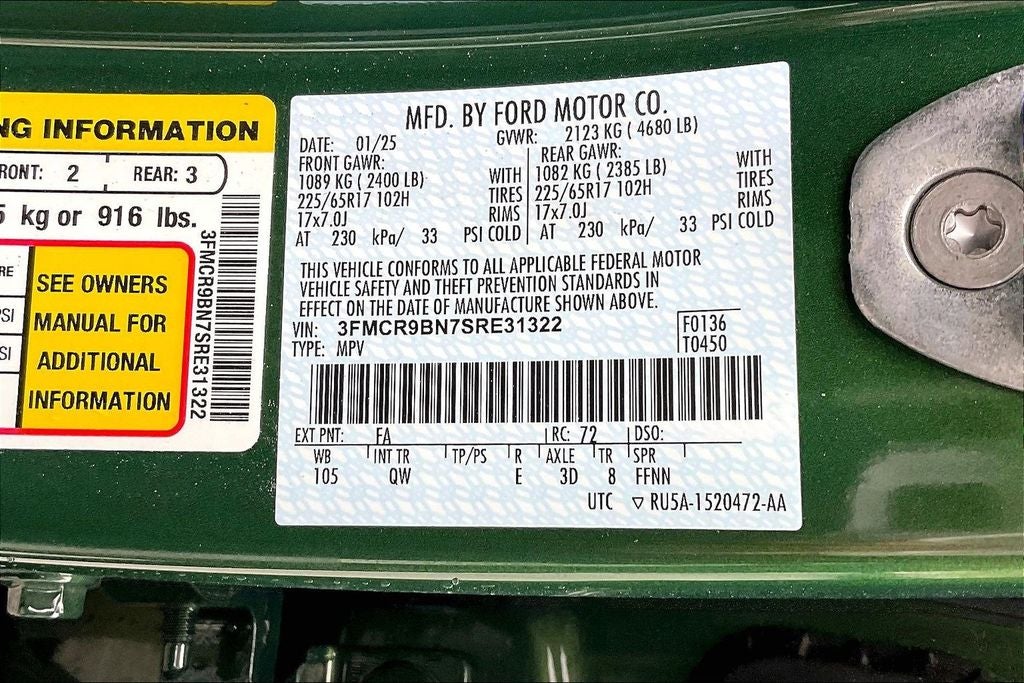 NG INFORMATION
RONT: 2 REAR: 3
5 kg or 916 lbs.
RE
PSI
SI
SEE OWNERS
MANUAL FOR
ADDITIONAL
INFORMATION
3FMCR9BN7SRE31322
MFD. BY FORD MOTOR CO.
DATE: 01/25 GVWR: 2123 KG ( 4680 LB)
FRONT GAWR: REAR GAWR:
1089 KG ( 2400 LB) WITH 1082 KG ( 2385 LB) WITH
225/65R17 102H TIRES 225/65R17 102H TIRES
17x7.0J RIMS 17x7.0J RIMS
AT 230 kPa/ 33 PSI COLD AT 230 kPa/ 33 PSI COLD
THIS VEHICLE CONFORMS TO ALL APPLICABLE FEDERAL MOTOR
VEHICLE SAFETY AND THEFT PREVENTION STANDARDS IN
EFFECT ON THE DATE OF MANUFACTURE SHOWN ABOVE.
VIN: 3FMCR9BN7SRE31322 F0136
TYPE: MPV T0450
EXT PNT: FA RC: 72 DSO:
WB INT TR TP/PS R AXLE TR SPR
105 QW E 3D 8 FFNN
UTC ▽ RU5A-1520472-AA